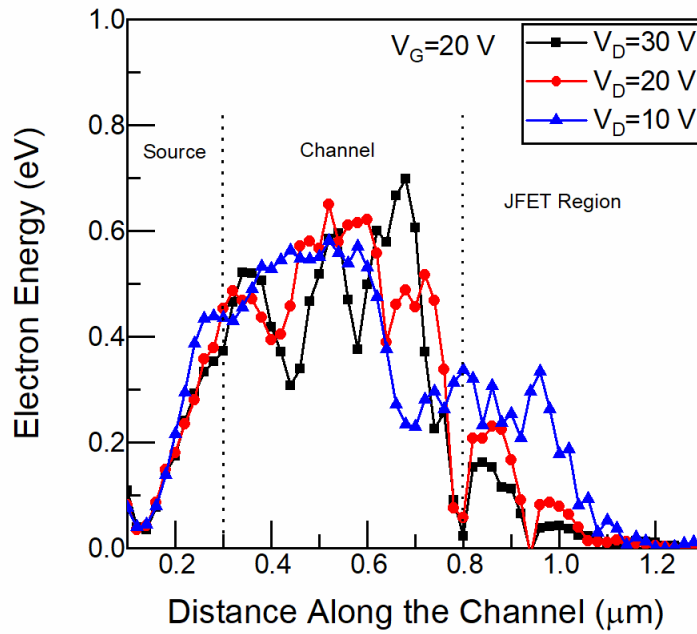 V_G=20 V
V_D=30 V
V_D=20 V
V_D=10 V
Source
Channel
JFET Region
Electron Energy (eV)
1.0
0.8
0.6
0.4
0.2
0.0
0.2 0.4 0.6 0.8 1.0 1.2
Distance Along the Channel (μm)